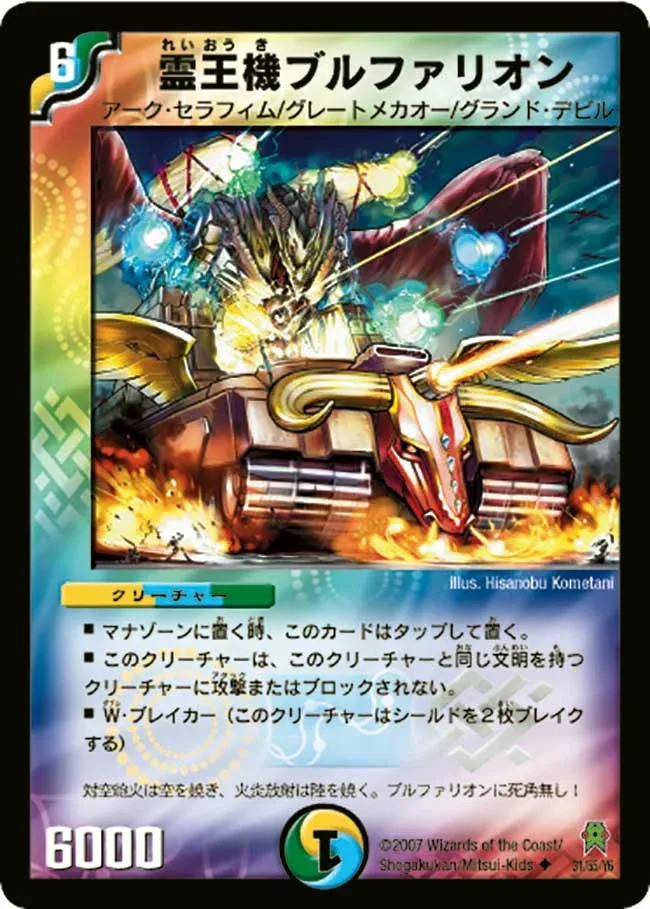 6
れいおうき
霊王機ブルファリオン
アーク・セラフィム/グレートメカオー/グランド・デビル
illus. Hisanobu Kometani
クリーチャー
■ マナゾーンに置く時、このカードはタップして置く。
■ このクリーチャーは、このクリーチャーと同じ文明を持つ
クリーチャーに攻撃またはブロックされない。
■ W・ブレイカー（このクリーチャーはシールドを2枚ブレイク
する）
対空焔火は空を焼き、火炎放射は陸を焼く。ブルファリオンに死角無し！
6000
1
©2007 Wizards of the Coast/
Shogakukan/Mitsui-Kids ◆
31/55/Y6